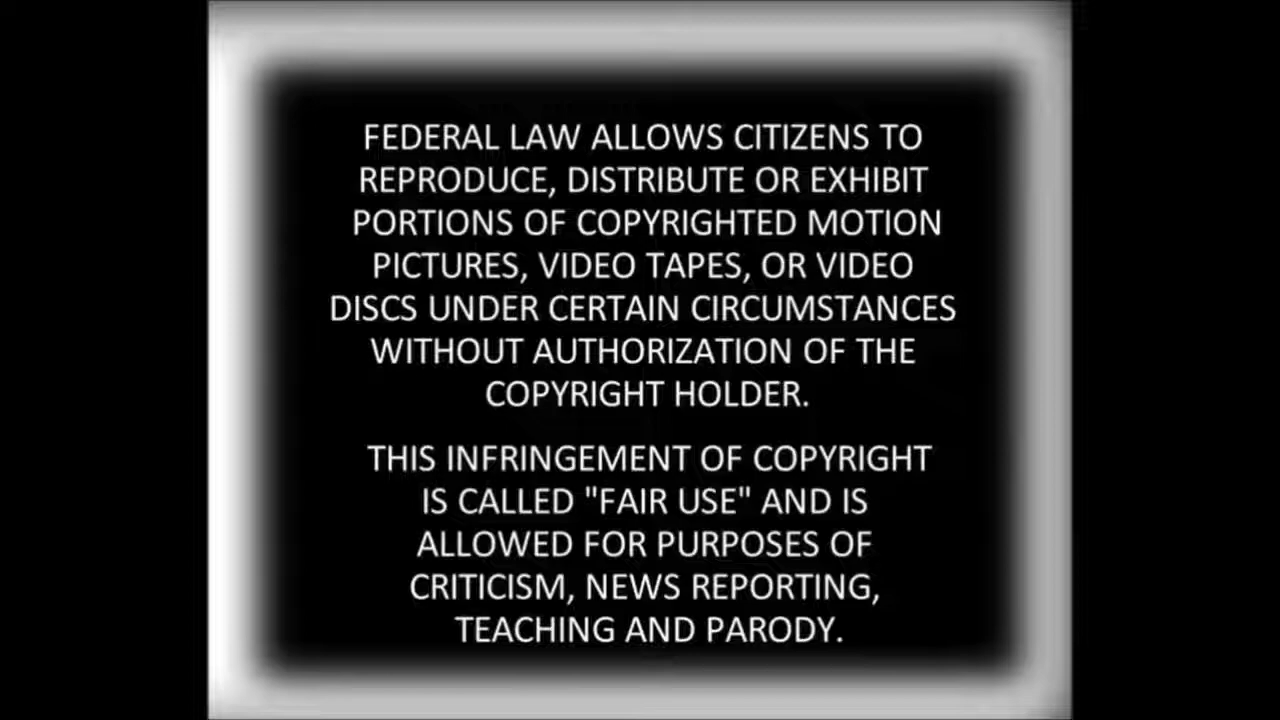 FEDERAL LAW ALLOWS CITIZENS TO
REPRODUCE, DISTRIBUTE OR EXHIBIT
PORTIONS OF COPYRIGHTED MOTION
PICTURES, VIDEO TAPES, OR VIDEO
DISCS UNDER CERTAIN CIRCUMSTANCES
WITHOUT AUTHORIZATION OF THE
COPYRIGHT HOLDER.
THIS INFRINGEMENT OF COPYRIGHT
IS CALLED "FAIR USE" AND IS
ALLOWED FOR PURPOSES OF
CRITICISM, NEWS REPORTING,
TEACHING AND PARODY.